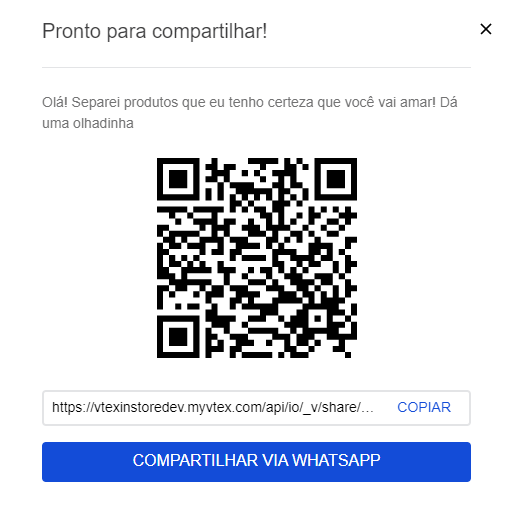 Pronto para compartilhar!
Olá! Separei produtos que eu tenho certeza que você vai amar! Dá
uma olhadinha
https://vtexinstoredev.myvtex.com/api/io/_v/share/... COPIAR
COMPARTILHAR VIA WHATSAPP